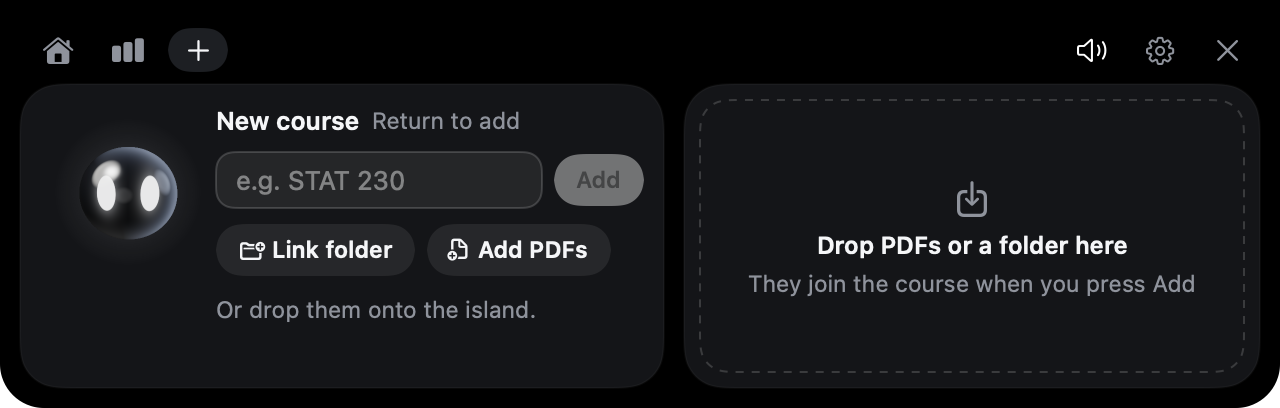 New course Return to add
e.g. STAT 230
Add
Link folder
Add PDFs
Or drop them onto the island.
Drop PDFs or a folder here
They join the course when you press Add